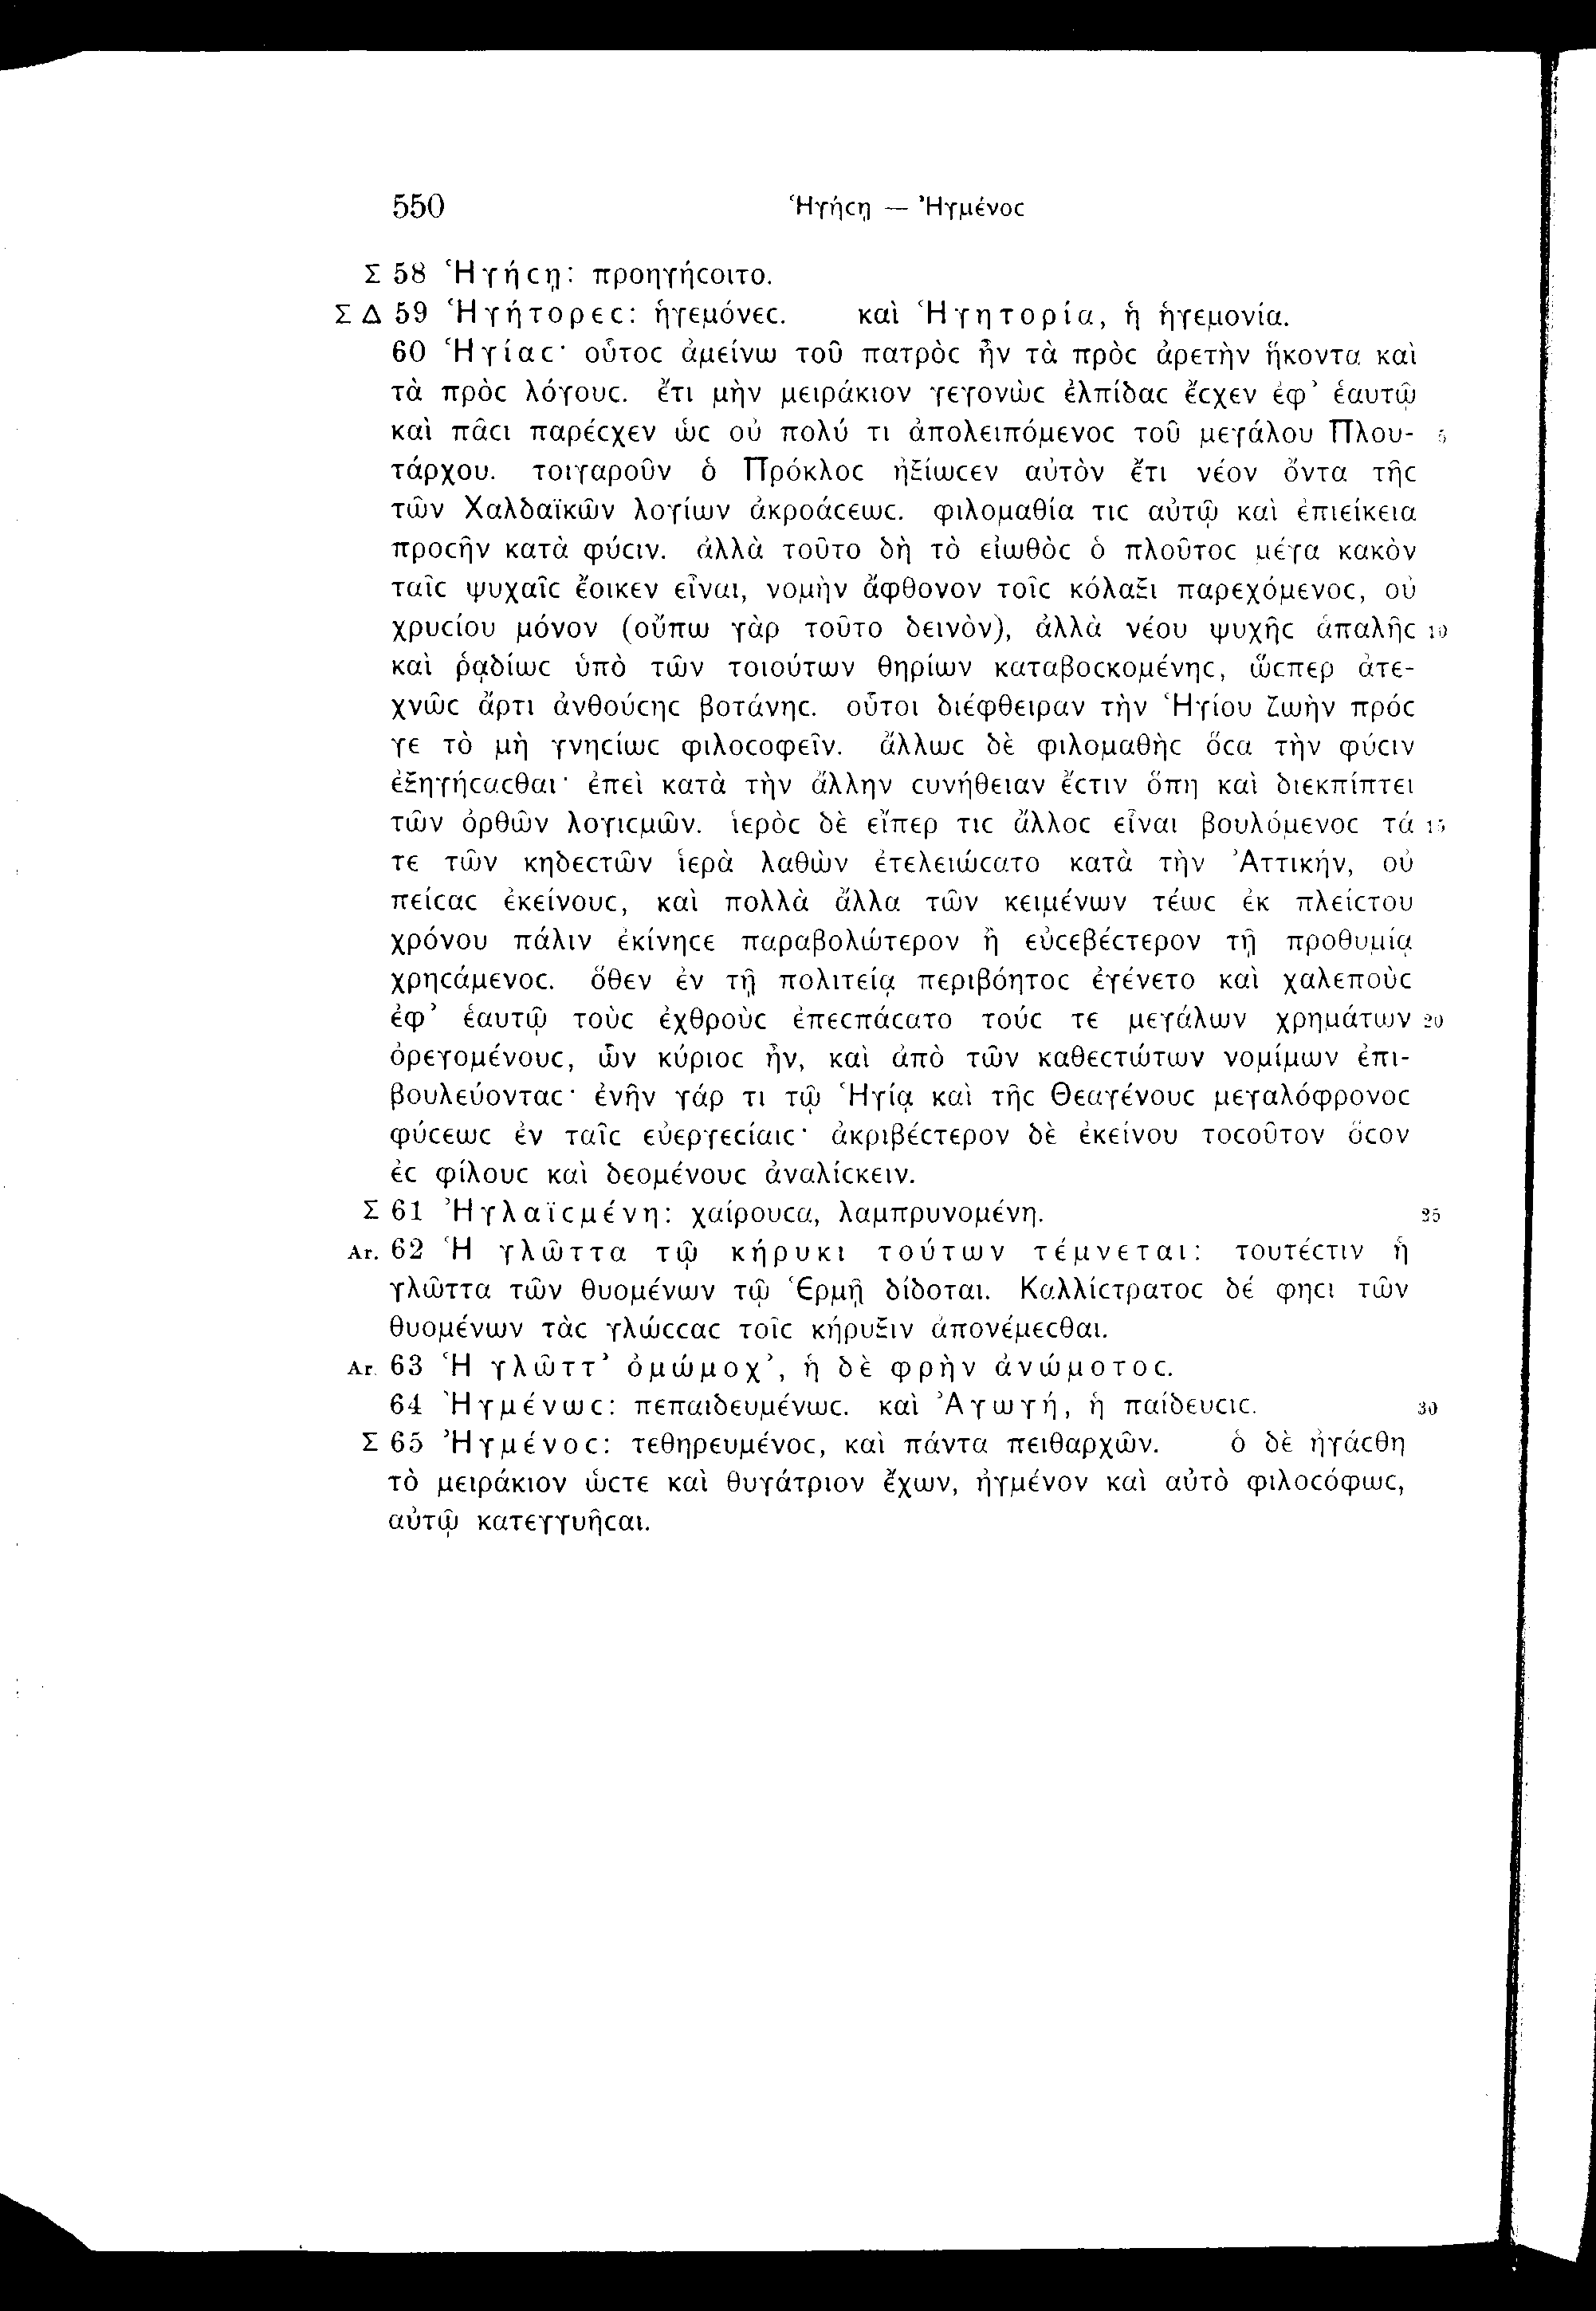 550 Ἡγήϲῃ — Ἠγμένοϲ
Σ 58 Ἡγήϲῃ: προηγήϲοιτο.
Σ Δ 59 Ἡγήτορεϲ: ἡγεμόνεϲ. καὶ Ἡγητορία, ἡ ἡγεμονία.
60 Ἡγίαϲ· οὗτοϲ ἀμείνω τοῦ πατρὸϲ ἦν τὰ πρὸϲ ἀρετὴν ἥκοντα καὶ
τὰ πρὸϲ λόγουϲ. ἔτι μὴν μειράκιον γεγονὼϲ ἐλπίδαϲ ἔϲχεν ἐφ’ ἑαυτῷ
καὶ πᾶϲι παρέϲχεν ὡϲ οὐ πολύ τι ἀπολειπόμενοϲ τοῦ μεγάλου Πλου- 5
τάρχου. τοιγαροῦν ὁ Πρόκλοϲ ἠξίωϲεν αὐτὸν ἔτι νέον ὄντα τῆϲ
τῶν Χαλδαϊκῶν λογίων ἀκροάϲεωϲ. φιλομαθία τιϲ αὐτῷ καὶ ἐπιείκεια
προϲῆν κατὰ φύϲιν. ἀλλὰ τοῦτο δὴ τὸ εἰωθὸϲ ὁ πλοῦτοϲ μέγα κακὸν
ταῖϲ ψυχαῖϲ ἔοικεν εἶναι, νομὴν ἄφθονον τοῖϲ κόλαξι παρεχόμενοϲ, οὐ
χρυϲίου μόνον (οὔπω γὰρ τοῦτο δεινὸν), ἀλλὰ νέου ψυχῆϲ ἁπαλῆϲ 10
καὶ ῥᾳδίωϲ ὑπὸ τῶν τοιούτων θηρίων καταβοϲκομένηϲ, ὥϲπερ ἀτε-
χνῶϲ ἄρτι ἀνθούϲηϲ βοτάνηϲ. οὗτοι διέφθειραν τὴν Ἡγίου ζωὴν πρόϲ
γε τὸ μὴ γνηϲίωϲ φιλοϲοφεῖν. ἄλλωϲ δὲ φιλομαθὴϲ ὅϲα τὴν φύϲιν
ἐξηγήϲαϲθαι· ἐπεὶ κατὰ τὴν ἄλλην ϲυνήθειαν ἔϲτιν ὅπη καὶ διεκπίπτει
τῶν ὀρθῶν λογιϲμῶν. ἱερὸϲ δὲ εἴπερ τιϲ ἄλλοϲ εἶναι βουλόμενοϲ τά 15
τε τῶν κηδεϲτῶν ἱερὰ λαθὼν ἐτελειώϲατο κατὰ τὴν Ἀττικήν, οὐ
πείϲαϲ ἐκείνουϲ, καὶ πολλὰ ἄλλα τῶν κειμένων τέωϲ ἐκ πλείϲτου
χρόνου πάλιν ἐκίνηϲε παραβολώτερον ἢ εὐϲεβέϲτερον τῇ προθυμίᾳ
χρηϲάμενοϲ. ὅθεν ἐν τῇ πολιτείᾳ περιβόητοϲ ἐγένετο καὶ χαλεποὺϲ
ἐφ’ ἑαυτῷ τοὺϲ ἐχθροὺϲ ἐπεϲπάϲατο τούϲ τε μεγάλων χρημάτων 20
ὀρεγομένουϲ, ὧν κύριοϲ ἦν, καὶ ἀπὸ τῶν καθεϲτώτων νομίμων ἐπι-
βουλεύονταϲ· ἐνῆν γάρ τι τῷ Ἡγίᾳ καὶ τῆϲ Θεαγένουϲ μεγαλόφρονοϲ
φύϲεωϲ ἐν ταῖϲ εὐεργεϲίαιϲ· ἀκριβέϲτερον δὲ ἐκείνου τοϲοῦτον ὅϲον
ἐϲ φίλουϲ καὶ δεομένουϲ ἀναλίϲκειν.
Σ 61 Ἠγλαϊϲμένη: χαίρουϲα, λαμπρυνομένη. 25
Ar. 62 Ἡ γλῶττα τῷ κήρυκι τούτων τέμνεται: τουτέϲτιν ἡ
γλῶττα τῶν θυομένων τῷ Ἑρμῇ δίδοται. Καλλίϲτρατοϲ δέ φηϲι τῶν
θυομένων τὰϲ γλώϲϲαϲ τοῖϲ κήρυξιν ἀπονέμεϲθαι.
Ar. 63 Ἡ γλῶττ’ ὀμώμοχ’, ἡ δὲ φρὴν ἀνώμοτοϲ.
64 Ἠγμένωϲ: πεπαιδευμένωϲ. καὶ Ἀγωγή, ἡ παίδευϲιϲ. 30
Σ 65 Ἠγμένοϲ: τεθηρευμένοϲ, καὶ πάντα πειθαρχῶν. ὁ δὲ ἠγάϲθη
τὸ μειράκιον ὥϲτε καὶ θυγάτριον ἔχων, ἠγμένον καὶ αὐτὸ φιλοϲόφωϲ,
αὐτῷ κατεγγυῆϲαι.